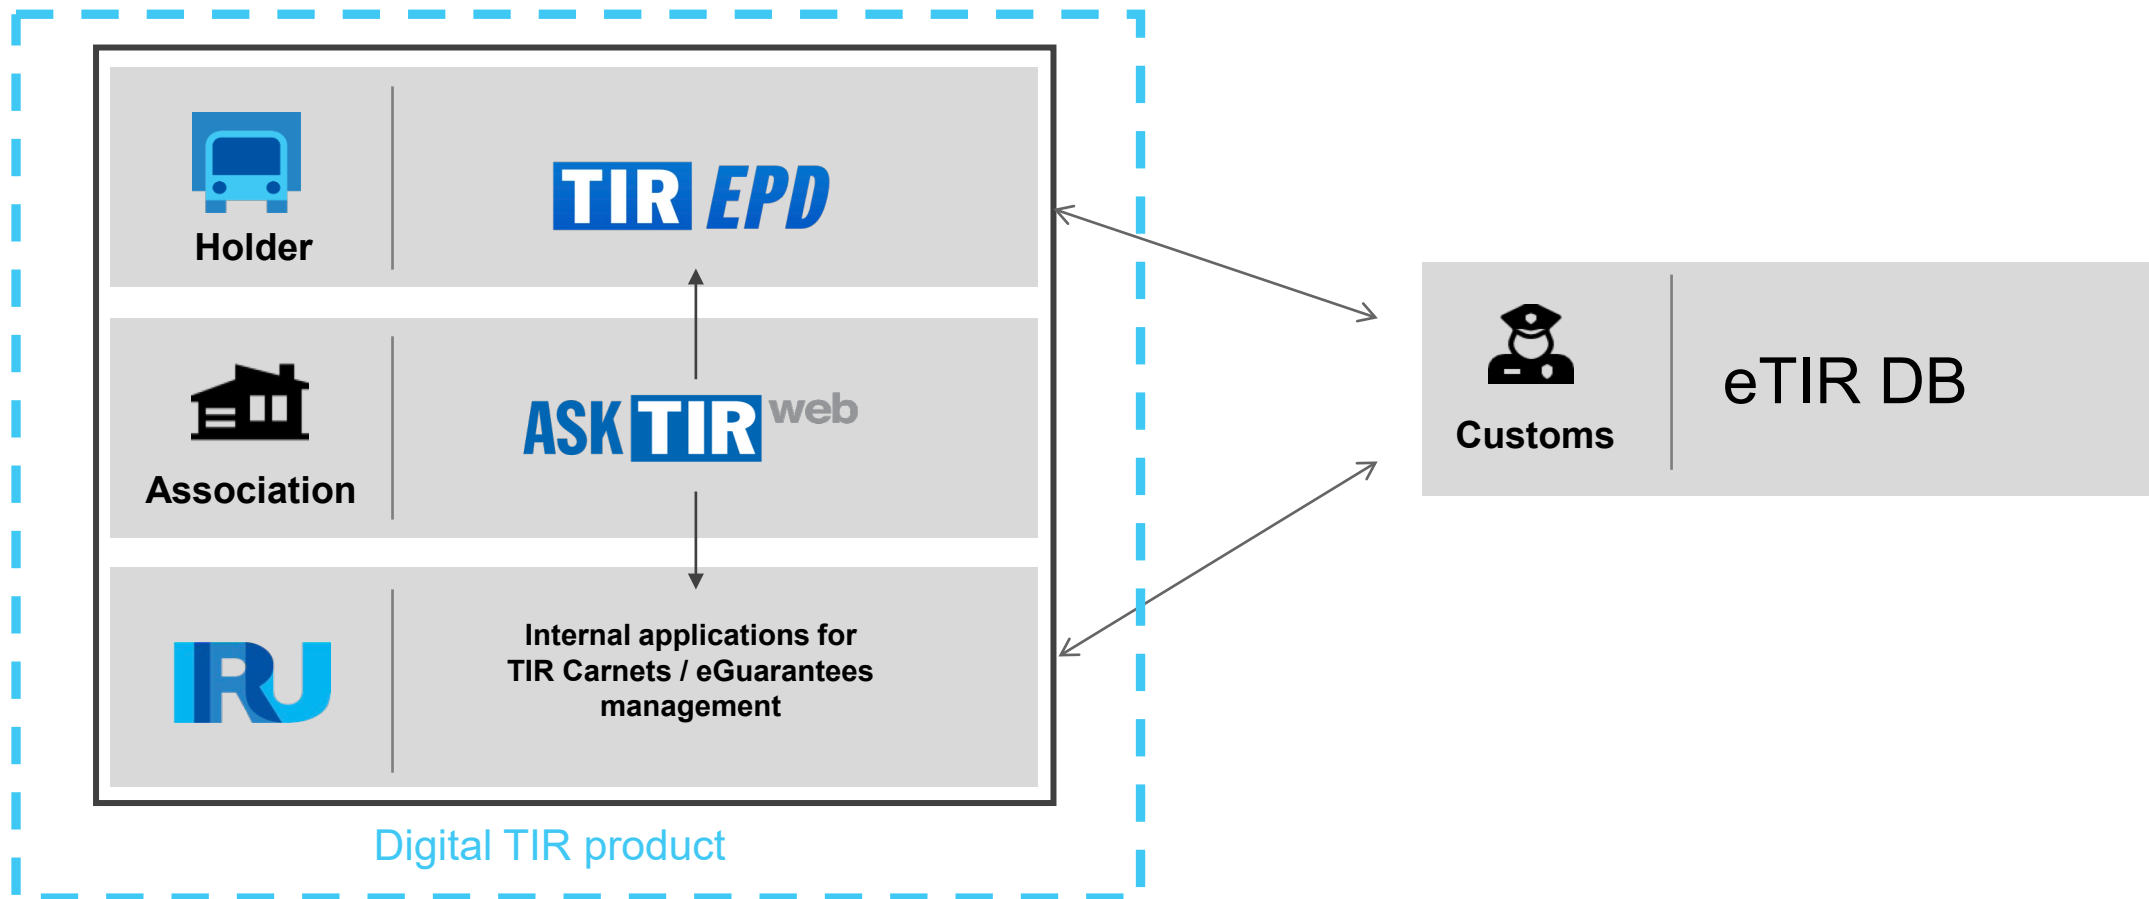 TIR EPD
Holder
ASK TIR web
Association
IRU
Internal applications for
TIR Carnets / eGuarantees
management
Digital TIR product
Customs
eTIR DB